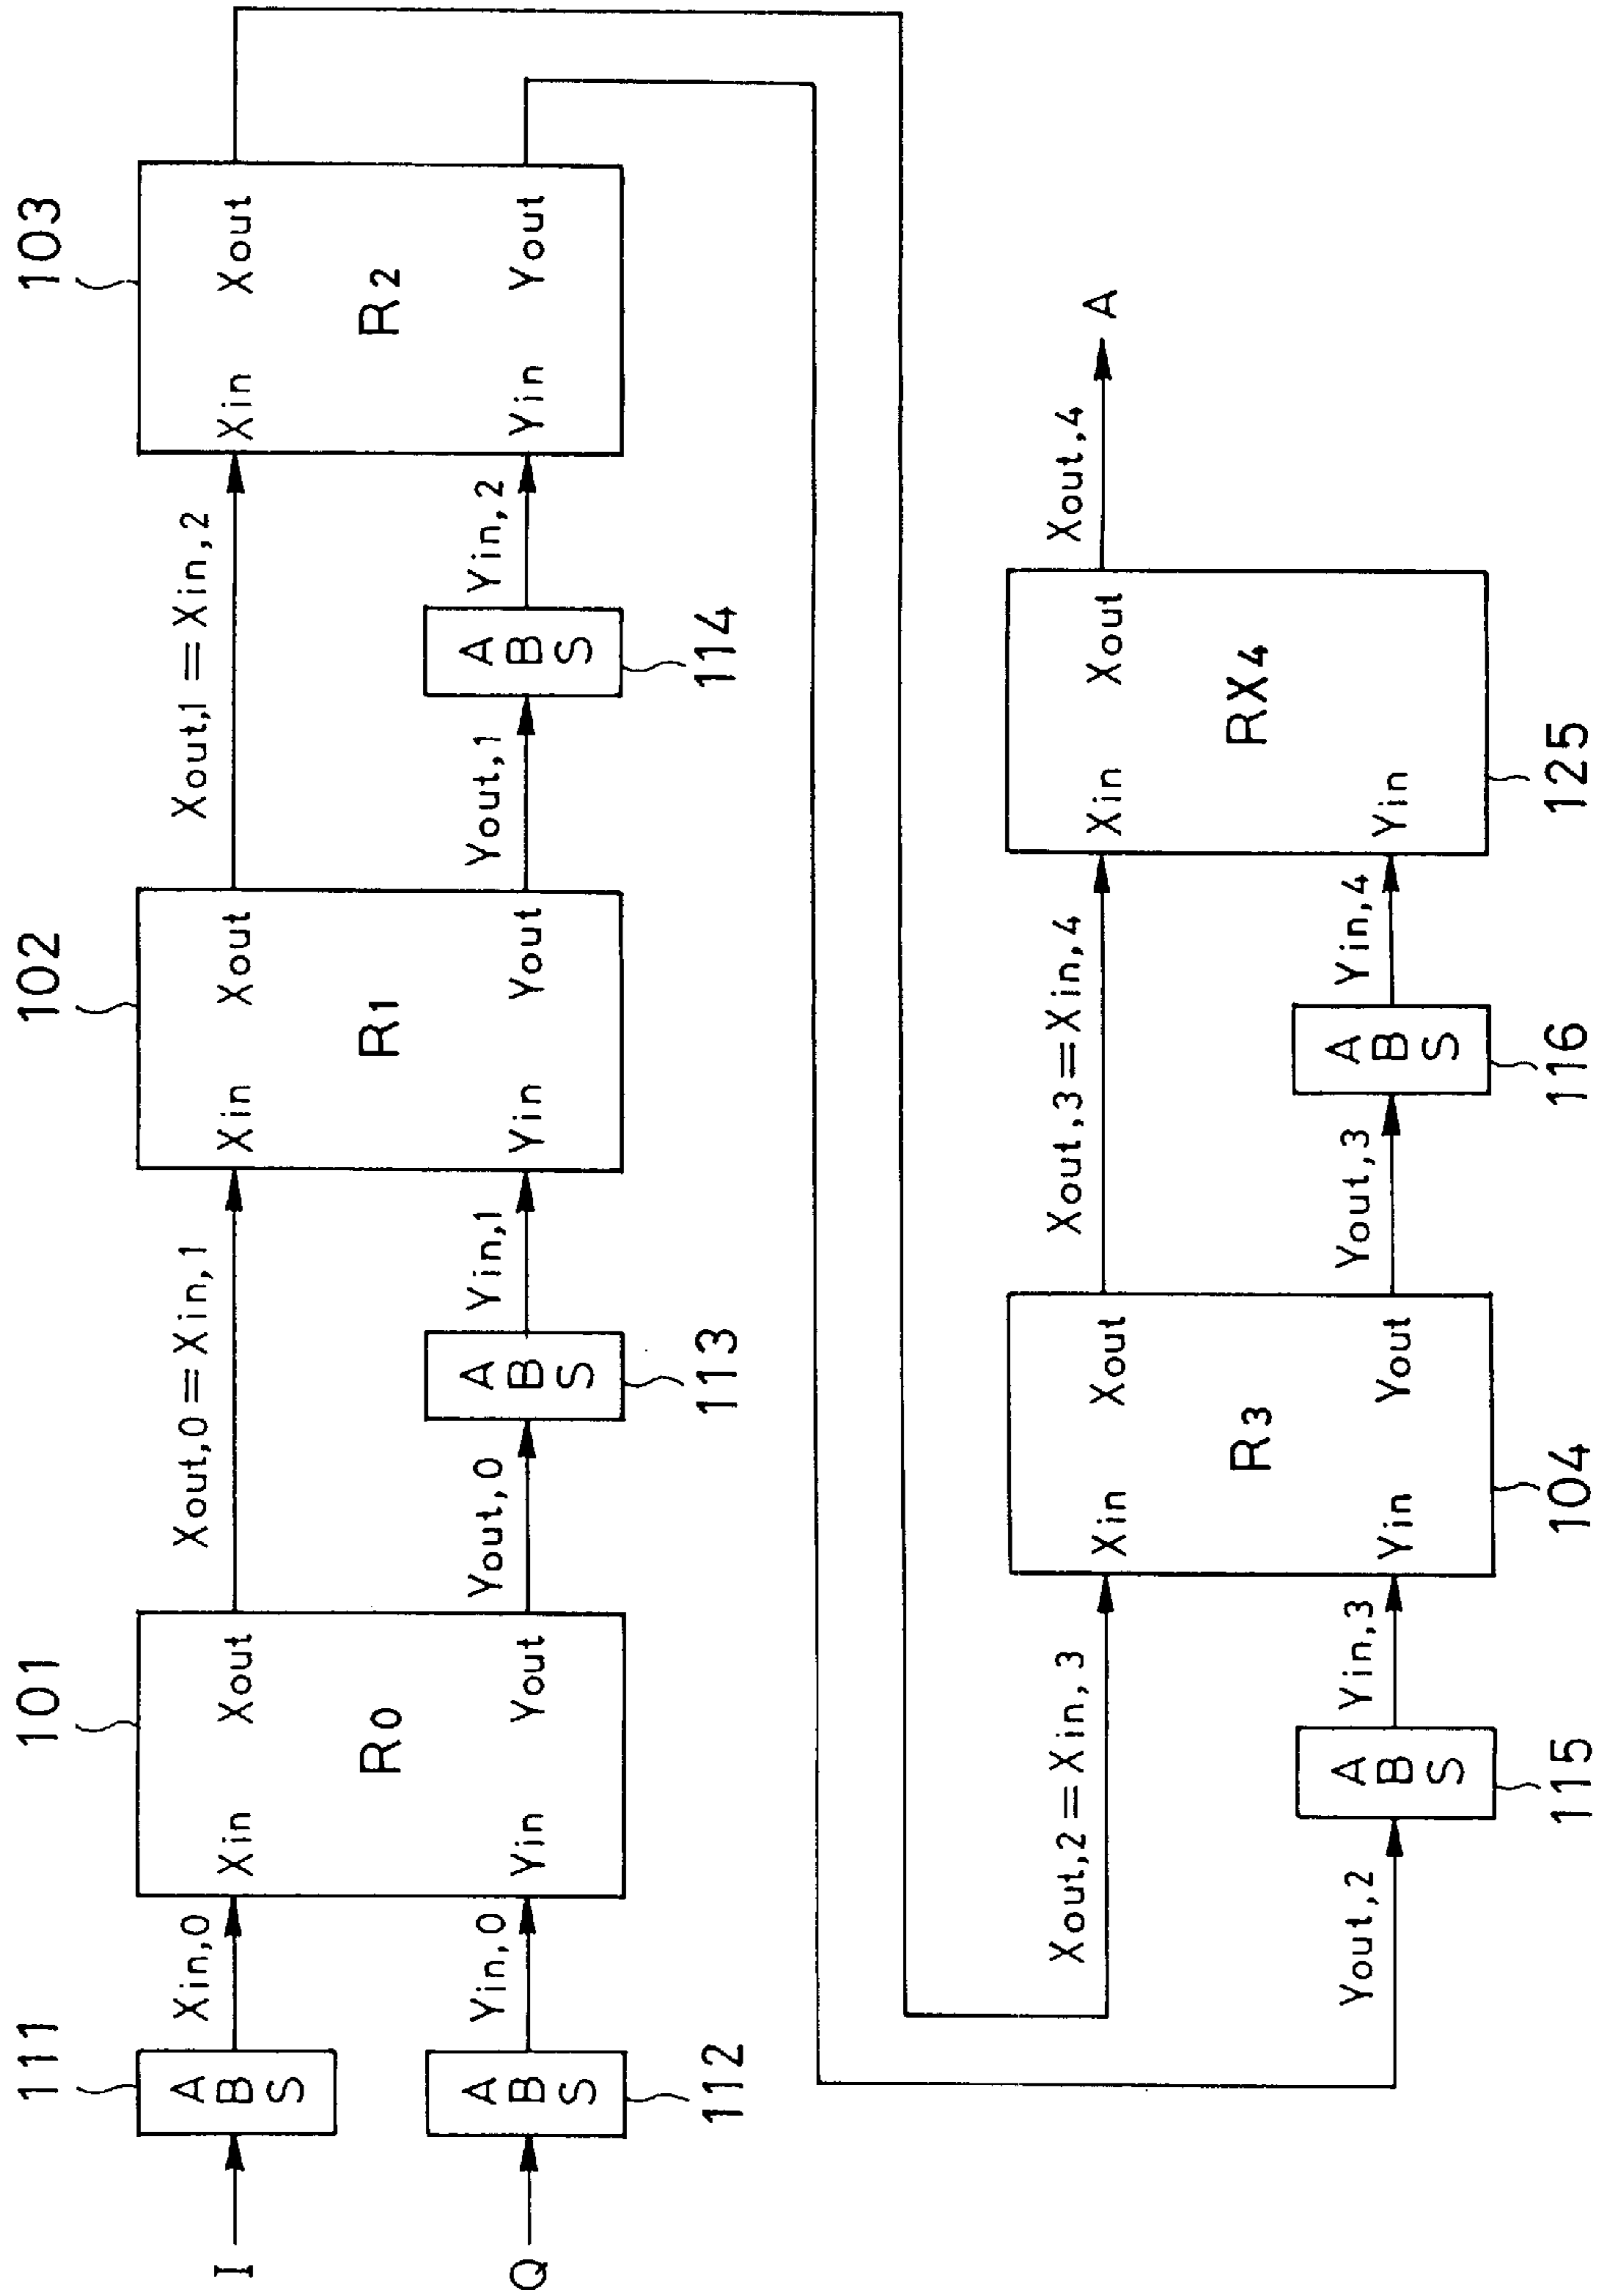 101
102
103
111
I
ABS
Xin,0
Xin
Xout
R0
Yin
Yout
Xout,0=Xin,1
Xin
Xout
R1
Yin
Yout
Xout,1=Xin,2
Xin
Xout
R2
Yin
Yout
Q
ABS
112
Yin,0
Yout,0
ABS
113
Yin,1
Yout,1
ABS
114
Yin,2
Xout,2=Xin,3
Xin
Xout
R3
Yin
Yout
104
Xout,3=Xin,4
Xin
Xout
RX4
Yin
125
Xout,4
A
Yout,2
ABS
115
Yin,3
Yout,3
ABS
116
Yin,4